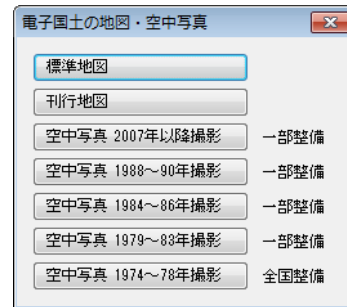 電子国土の地図・空中写真
標準地図
刊行地図
空中写真 2007年以降撮影 一部整備
空中写真 1988～90年撮影 一部整備
空中写真 1984～86年撮影 一部整備
空中写真 1979～83年撮影 一部整備
空中写真 1974～78年撮影 全国整備